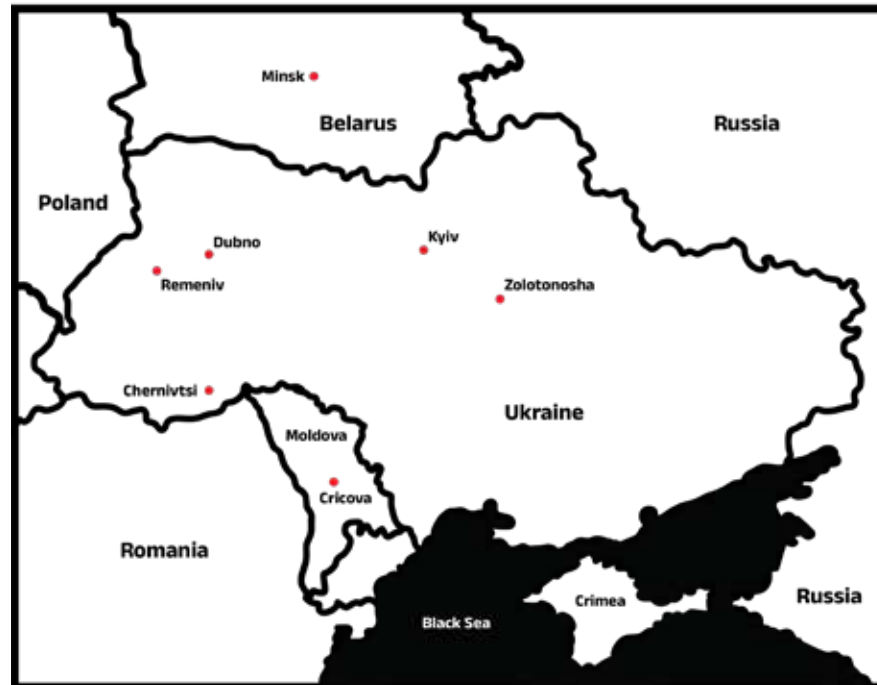 Minsk
Belarus
Russia
Poland
Dubno
Kyiv
Remeniv
Zolotonosha
Chernivtsi
Ukraine
Moldova
Cricova
Romania
Crimea
Russia
Black Sea